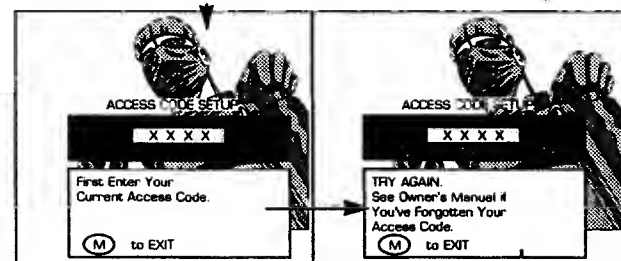 ACCESS CODE SETUP
X X X X
First Enter Your
Current Access Code.
M to EXIT
ACCESS CODE SETUP
X X X X
TRY AGAIN.
See Owner's Manual if
You've Forgotten Your
Access Code.
M to EXIT